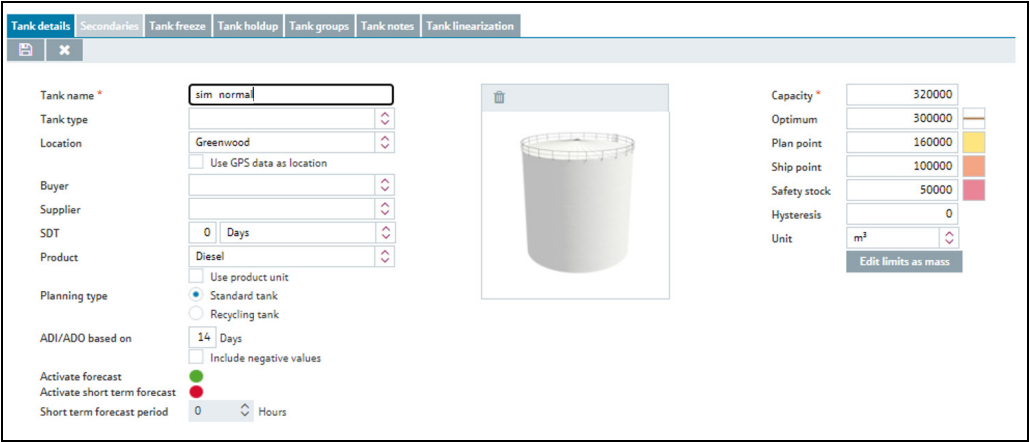 Tank details Secondaries Tank freeze Tank holdup Tank groups Tank notes Tank linearization
Tank name * sim normal
Tank type
Location Greenwood
Use GPS data as location
Buyer
Supplier
SDT 0 Days
Product Diesel
Use product unit
Planning type Standard tank
Recycling tank
ADI/ADO based on 14 Days
Include negative values
Activate forecast
Activate short term forecast
Short term forecast period 0 Hours
Capacity * 320000
Optimum 300000
Plan point 160000
Ship point 100000
Safety stock 50000
Hysteresis 0
Unit m³
Edit limits as mass